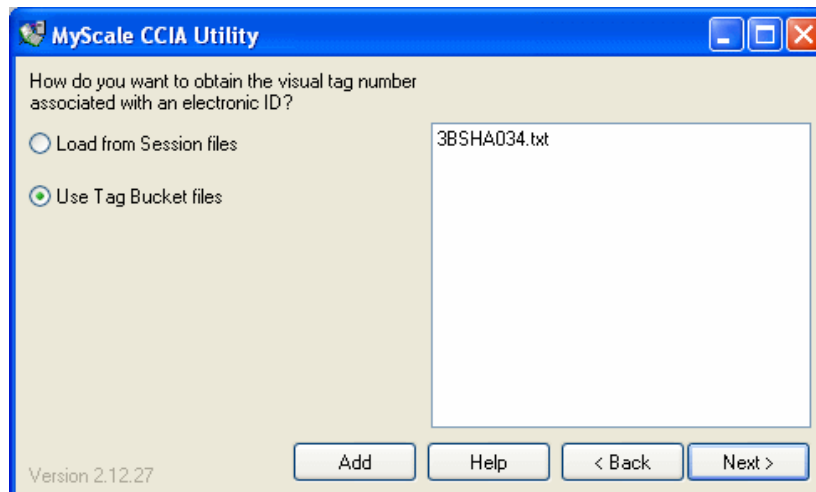 MyScale CCIA Utility
How do you want to obtain the visual tag number
associated with an electronic ID?
Load from Session files
Use Tag Bucket files
3BSHA034.txt
Add
Help
< Back
Next >
Version 2.12.27